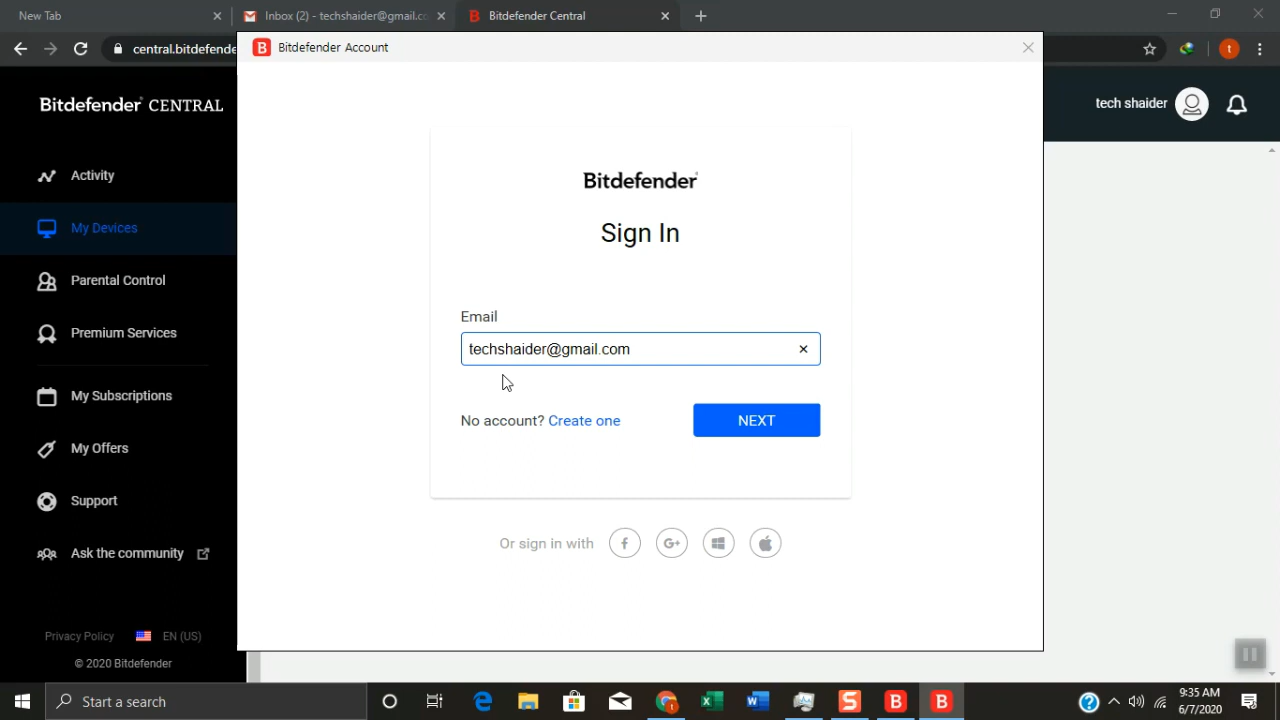 New Tab
Inbox (2) - techshaider@gmail.co
Bitdefender Central
central.bitdefende
Bitdefender Account
Bitdefender CENTRAL
tech shaider
t
Activity
My Devices
Parental Control
Premium Services
My Subscriptions
My Offers
Support
Ask the community
Privacy Policy
EN (US)
© 2020 Bitdefender
Bitdefender
Sign In
Email
techshaider@gmail.com
No account? Create one
NEXT
Or sign in with
Start a search
9:35 AM
6/7/2020